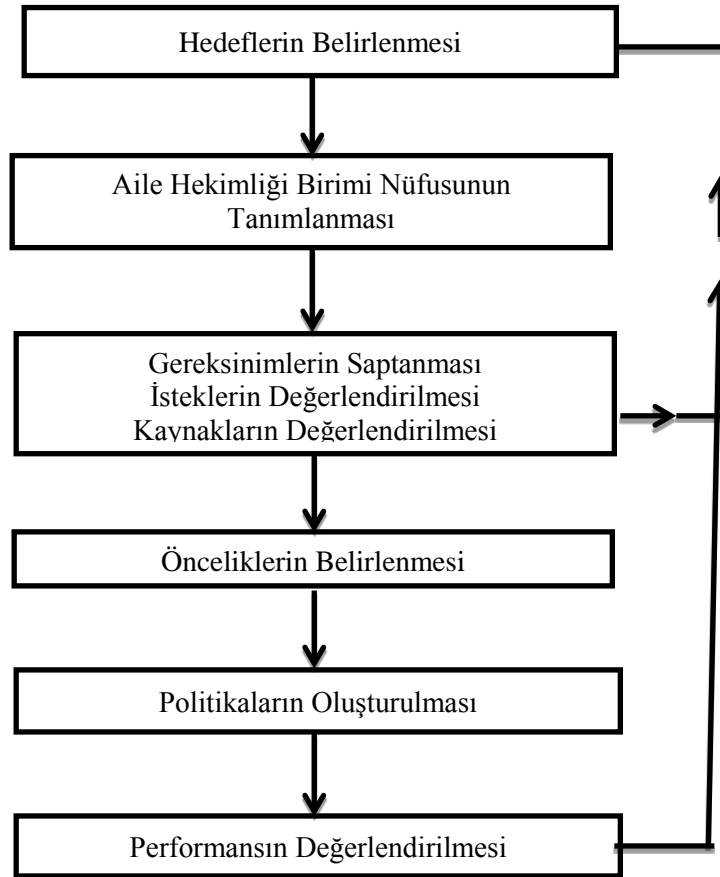 Hedeflerin Belirlenmesi
Aile Hekimliği Birimi Nüfusunun
Tanımlanması
Gereksinimlerin Saptanması
İsteklerin Değerlendirilmesi
Kaynakların Değerlendirilmesi
Önceliklerin Belirlenmesi
Politikaların Oluşturulması
Performansın Değerlendirilmesi